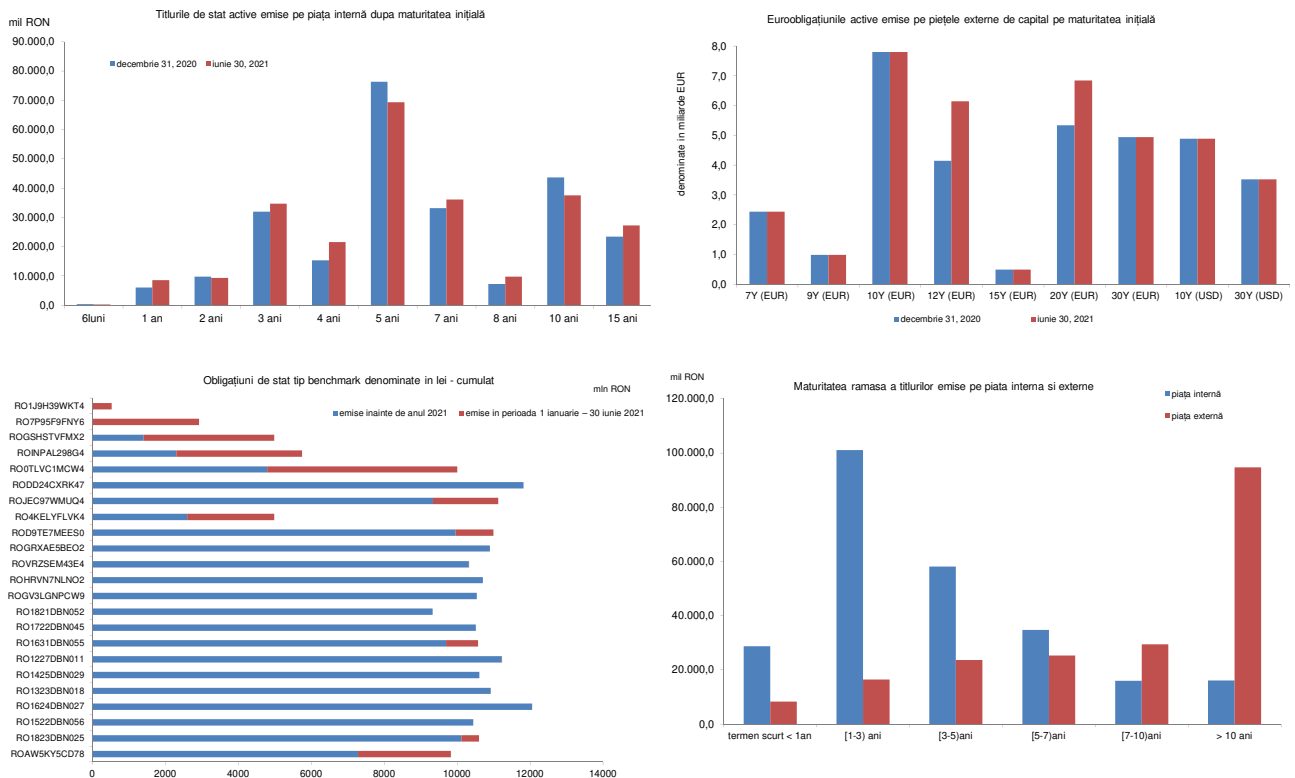 Titlurile de stat active emise pe piața internă dupa maturitatea inițială
mil RON
90.000,0
80.000,0
70.000,0
60.000,0
50.000,0
40.000,0
30.000,0
20.000,0
10.000,0
0,0
decembrie 31, 2020
iunie 30, 2021
6luni
1 an
2 ani
3 ani
4 ani
5 ani
7 ani
8 ani
10 ani
15 ani
Euroobligațiunile active emise pe piețele externe de capital pe maturitatea inițială
denominate in miliarde EUR
8,0
7,0
6,0
5,0
4,0
3,0
2,0
1,0
0,0
7Y (EUR)
9Y (EUR)
10Y (EUR)
12Y (EUR)
15Y (EUR)
20Y (EUR)
30Y (EUR)
10Y (USD)
30Y (USD)
decembrie 31, 2020
iunie 30, 2021
Obligațiuni de stat tip benchmark denominate in lei - cumulat
mln RON
emise inainte de anul 2021
emise in perioada 1 ianuarie – 30 iunie 2021
RO1J9H39WKT4
RO7P95F9FNY6
ROGSHSTVFMX2
ROINPAL298G4
RO0TLVC1MCW4
RODD24CXRK47
ROJEC97WMUQ4
RO4KELYFLVK4
ROD9TE7MEES0
ROGRXAE5BEO2
ROVRZSEM43E4
ROHRVN7NLNO2
ROGV3LGNPCW9
RO1821DBN052
RO1722DBN045
RO1631DBN055
RO1227DBN011
RO1425DBN029
RO1323DBN018
RO1624DBN027
RO1522DBN056
RO1823DBN025
ROAW5KY5CD78
0
2000
4000
6000
8000
10000
12000
14000
mil RON
Maturitatea ramasa a titlurilor emise pe piata interna si externe
piața internă
piața externă
120.000,0
100.000,0
80.000,0
60.000,0
40.000,0
20.000,0
0,0
termen scurt < 1an
[1-3) ani
[3-5)ani
[5-7)ani
[7-10)ani
> 10 ani